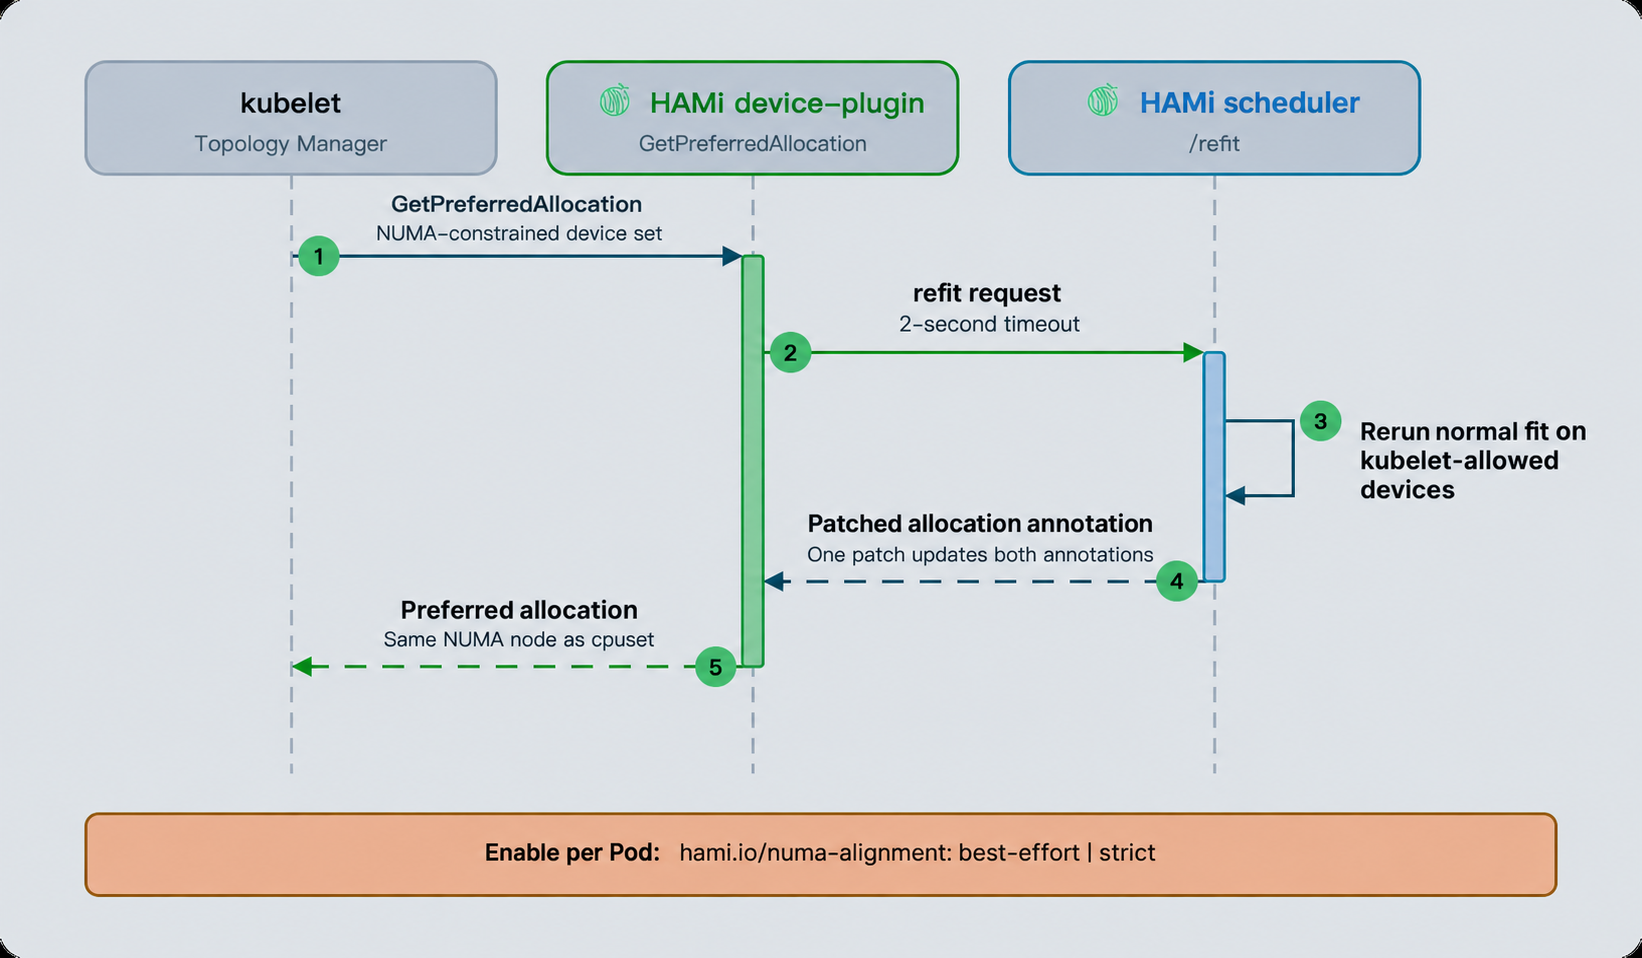 kubelet
Topology Manager
HAMi device-plugin
GetPreferredAllocation
HAMi scheduler
/refit
GetPreferredAllocation
NUMA-constrained device set
1
refit request
2-second timeout
2
3
Rerun normal fit on
kubelet-allowed
devices
Patched allocation annotation
One patch updates both annotations
4
Preferred allocation
Same NUMA node as cpuset
5
Enable per Pod: hami.io/numa-alignment: best-effort | strict